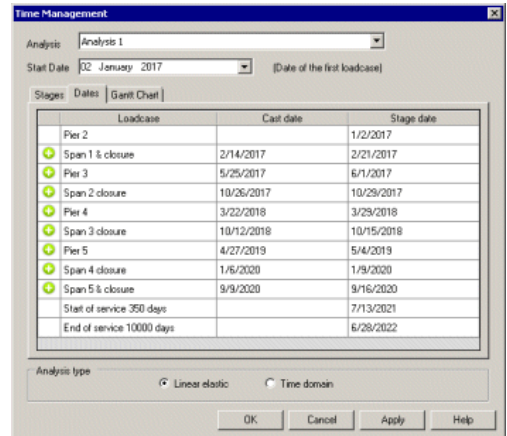 Time Management
Analysis Analysis 1
Start Date 02 January 2017 (Date of the first loadcase)
Stages Dates Gantt Chart
Loadcase Cast date Stage date
Pier 2 1/2/2017
Span 1 & closure 2/14/2017 2/21/2017
Pier 3 5/25/2017 6/1/2017
Span 2 closure 10/26/2017 10/29/2017
Pier 4 3/22/2018 3/29/2018
Span 3 closure 10/12/2018 10/15/2018
Pier 5 4/27/2019 5/4/2019
Span 4 closure 1/6/2020 1/9/2020
Span 5 & closure 9/9/2020 9/16/2020
Start of service 350 days 7/13/2021
End of service 10000 days 6/28/2022
Analysis type
Linear elastic Time domain
OK Cancel Apply Help